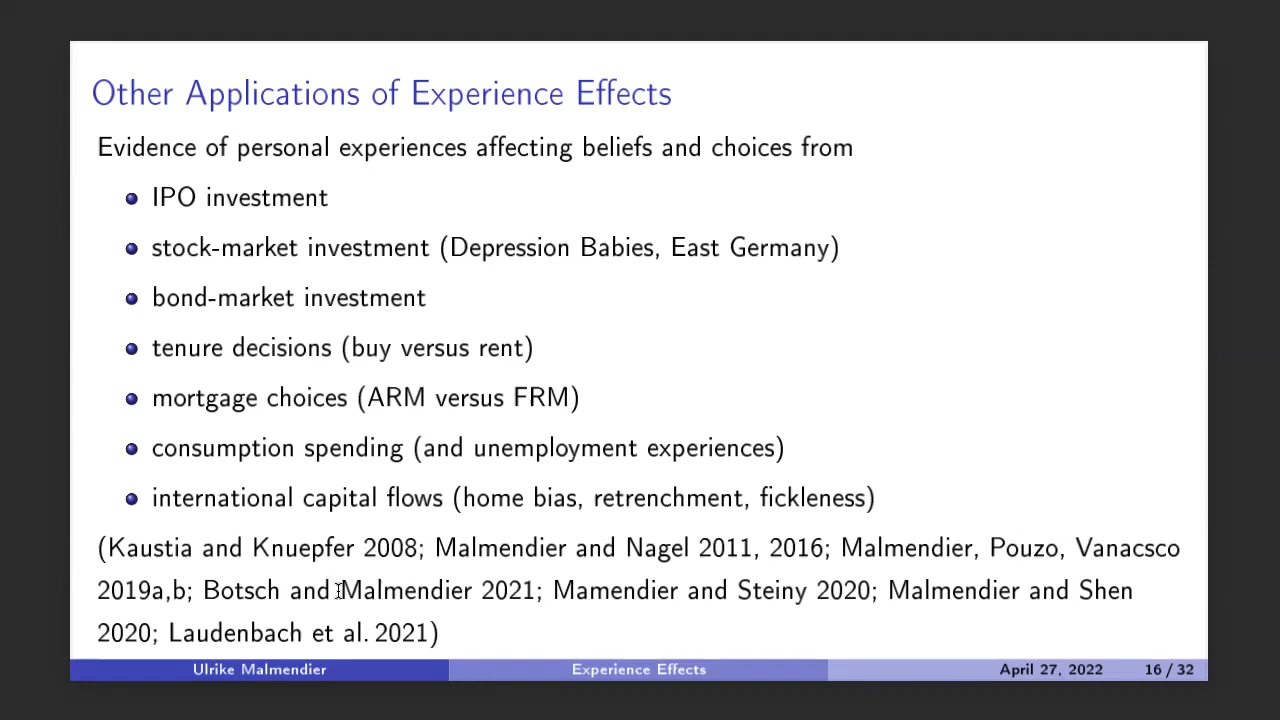 Other Applications of Experience Effects
Evidence of personal experiences affecting beliefs and choices from
IPO investment
stock-market investment (Depression Babies, East Germany)
bond-market investment
tenure decisions (buy versus rent)
mortgage choices (ARM versus FRM)
consumption spending (and unemployment experiences)
international capital flows (home bias, retrenchment, fickleness)
(Kaustia and Knuepfer 2008; Malmendier and Nagel 2011, 2016; Malmendier, Pouzo, Vanacsco
2019a,b; Botsch and Malmendier 2021; Mamendier and Steiny 2020; Malmendier and Shen
2020; Laudenbach et al. 2021)
Ulrike Malmendier Experience Effects April 27, 2022 16 / 32